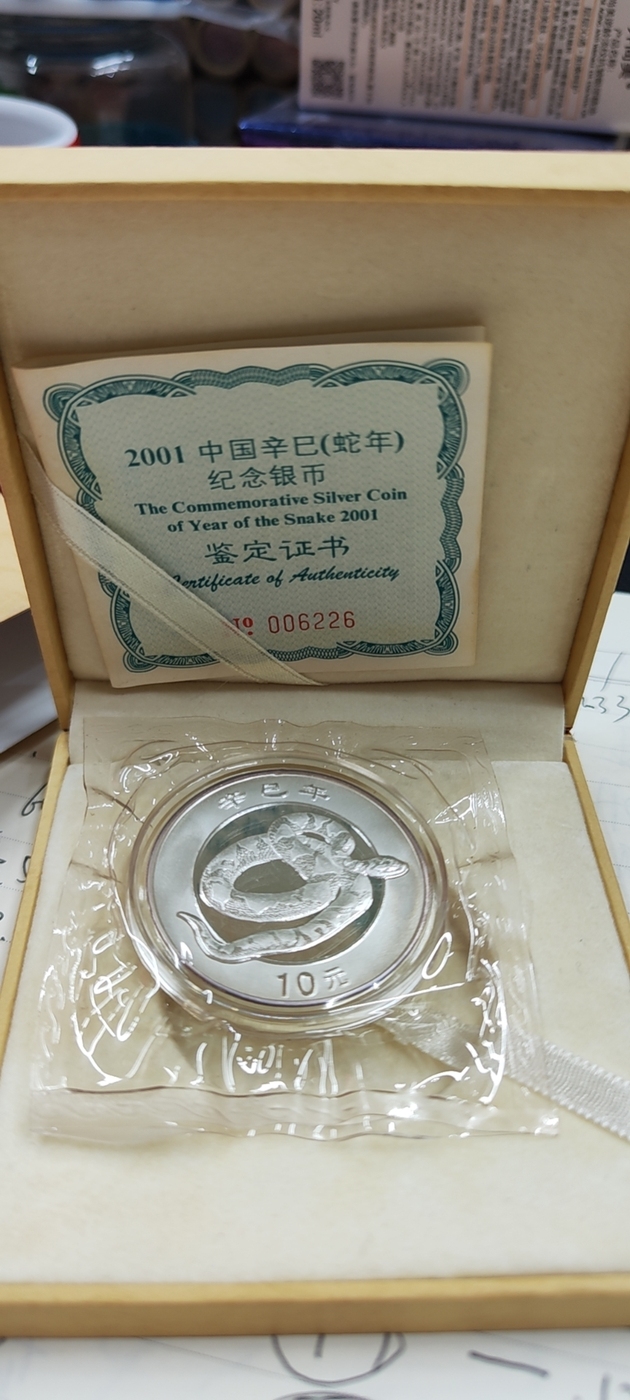 2001 中国辛巳(蛇年)
纪念银币
The Commemorative Silver Coin
of Year of the Snake 2001
鉴定证书
Certificate of Authenticity
№ 006226
辛巳年
10元